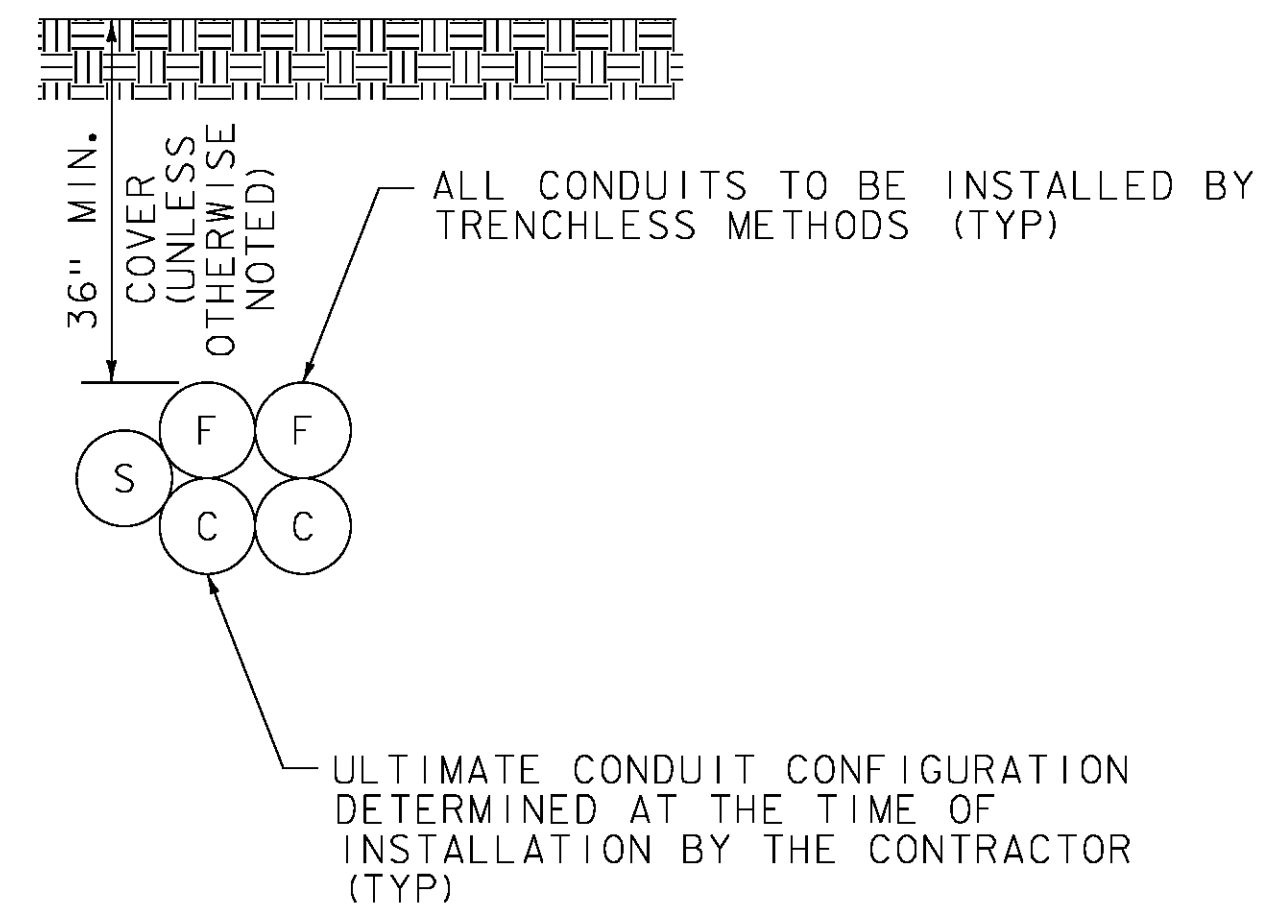 36" MIN.
COVER
(UNLESS
OTHERWISE
NOTED)
ALL CONDUITS TO BE INSTALLED BY
TRENCHLESS METHODS (TYP)
F F
S
C C
ULTIMATE CONDUIT CONFIGURATION
DETERMINED AT THE TIME OF
INSTALLATION BY THE CONTRACTOR
(TYP)